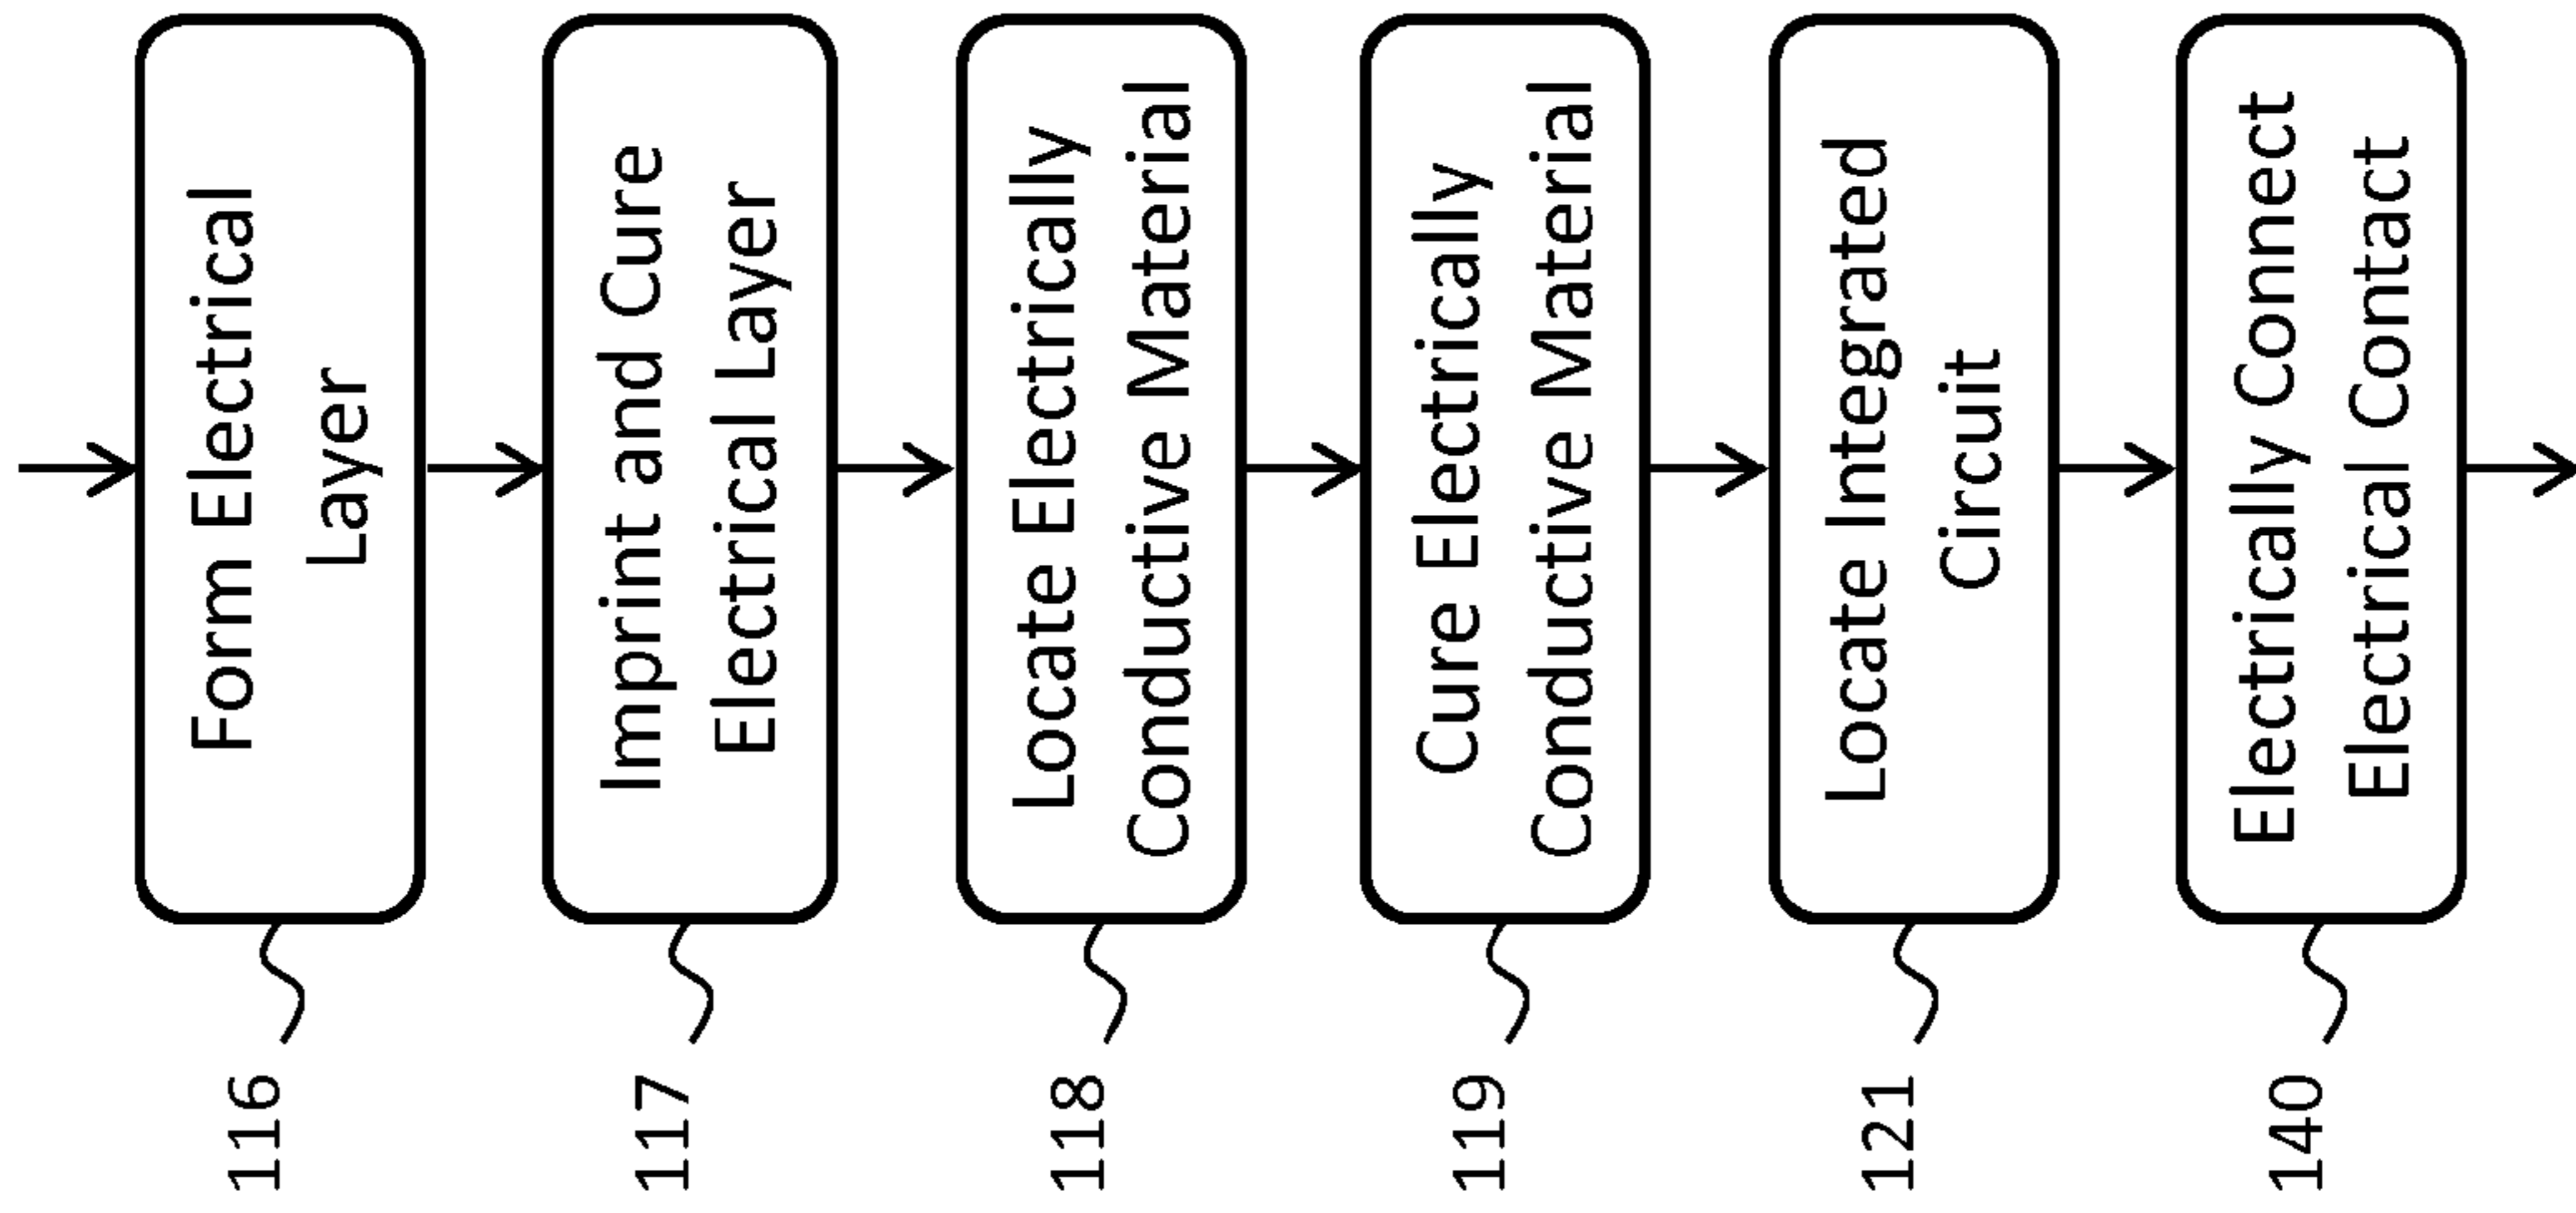 116
Form Electrical
Layer
117
Imprint and Cure
Electrical Layer
118
Locate Electrically
Conductive Material
119
Cure Electrically
Conductive Material
121
Locate Integrated
Circuit
140
Electrically Connect
Electrical Contact